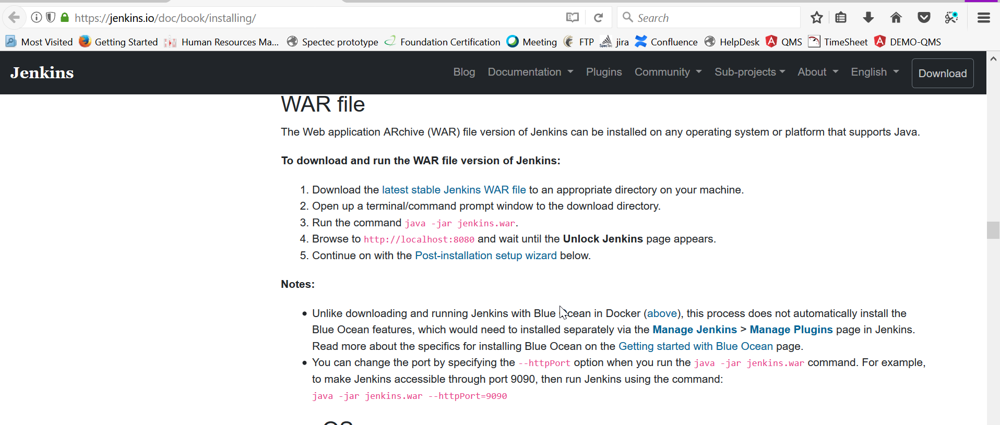 https://jenkins.io/doc/book/installing/
Search
Most Visited Getting Started Human Resources Ma... Spectec prototype Foundation Certification Meeting FTP jira Confluence HelpDesk QMS TimeSheet DEMO-QMS
Jenkins Blog Documentation Plugins Community Sub-projects About English Download
WAR file
The Web application ARchive (WAR) file version of Jenkins can be installed on any operating system or platform that supports Java.
To download and run the WAR file version of Jenkins:
1. Download the latest stable Jenkins WAR file to an appropriate directory on your machine.
2. Open up a terminal/command prompt window to the download directory.
3. Run the command java -jar jenkins.war.
4. Browse to http://localhost:8080 and wait until the Unlock Jenkins page appears.
5. Continue on with the Post-installation setup wizard below.
Notes:
• Unlike downloading and running Jenkins with Blue Ocean in Docker (above), this process does not automatically install the
Blue Ocean features, which would need to installed separately via the Manage Jenkins > Manage Plugins page in Jenkins.
Read more about the specifics for installing Blue Ocean on the Getting started with Blue Ocean page.
• You can change the port by specifying the --httpPort option when you run the java -jar jenkins.war command. For example,
to make Jenkins accessible through port 9090, then run Jenkins using the command:
java -jar jenkins.war --httpPort=9090